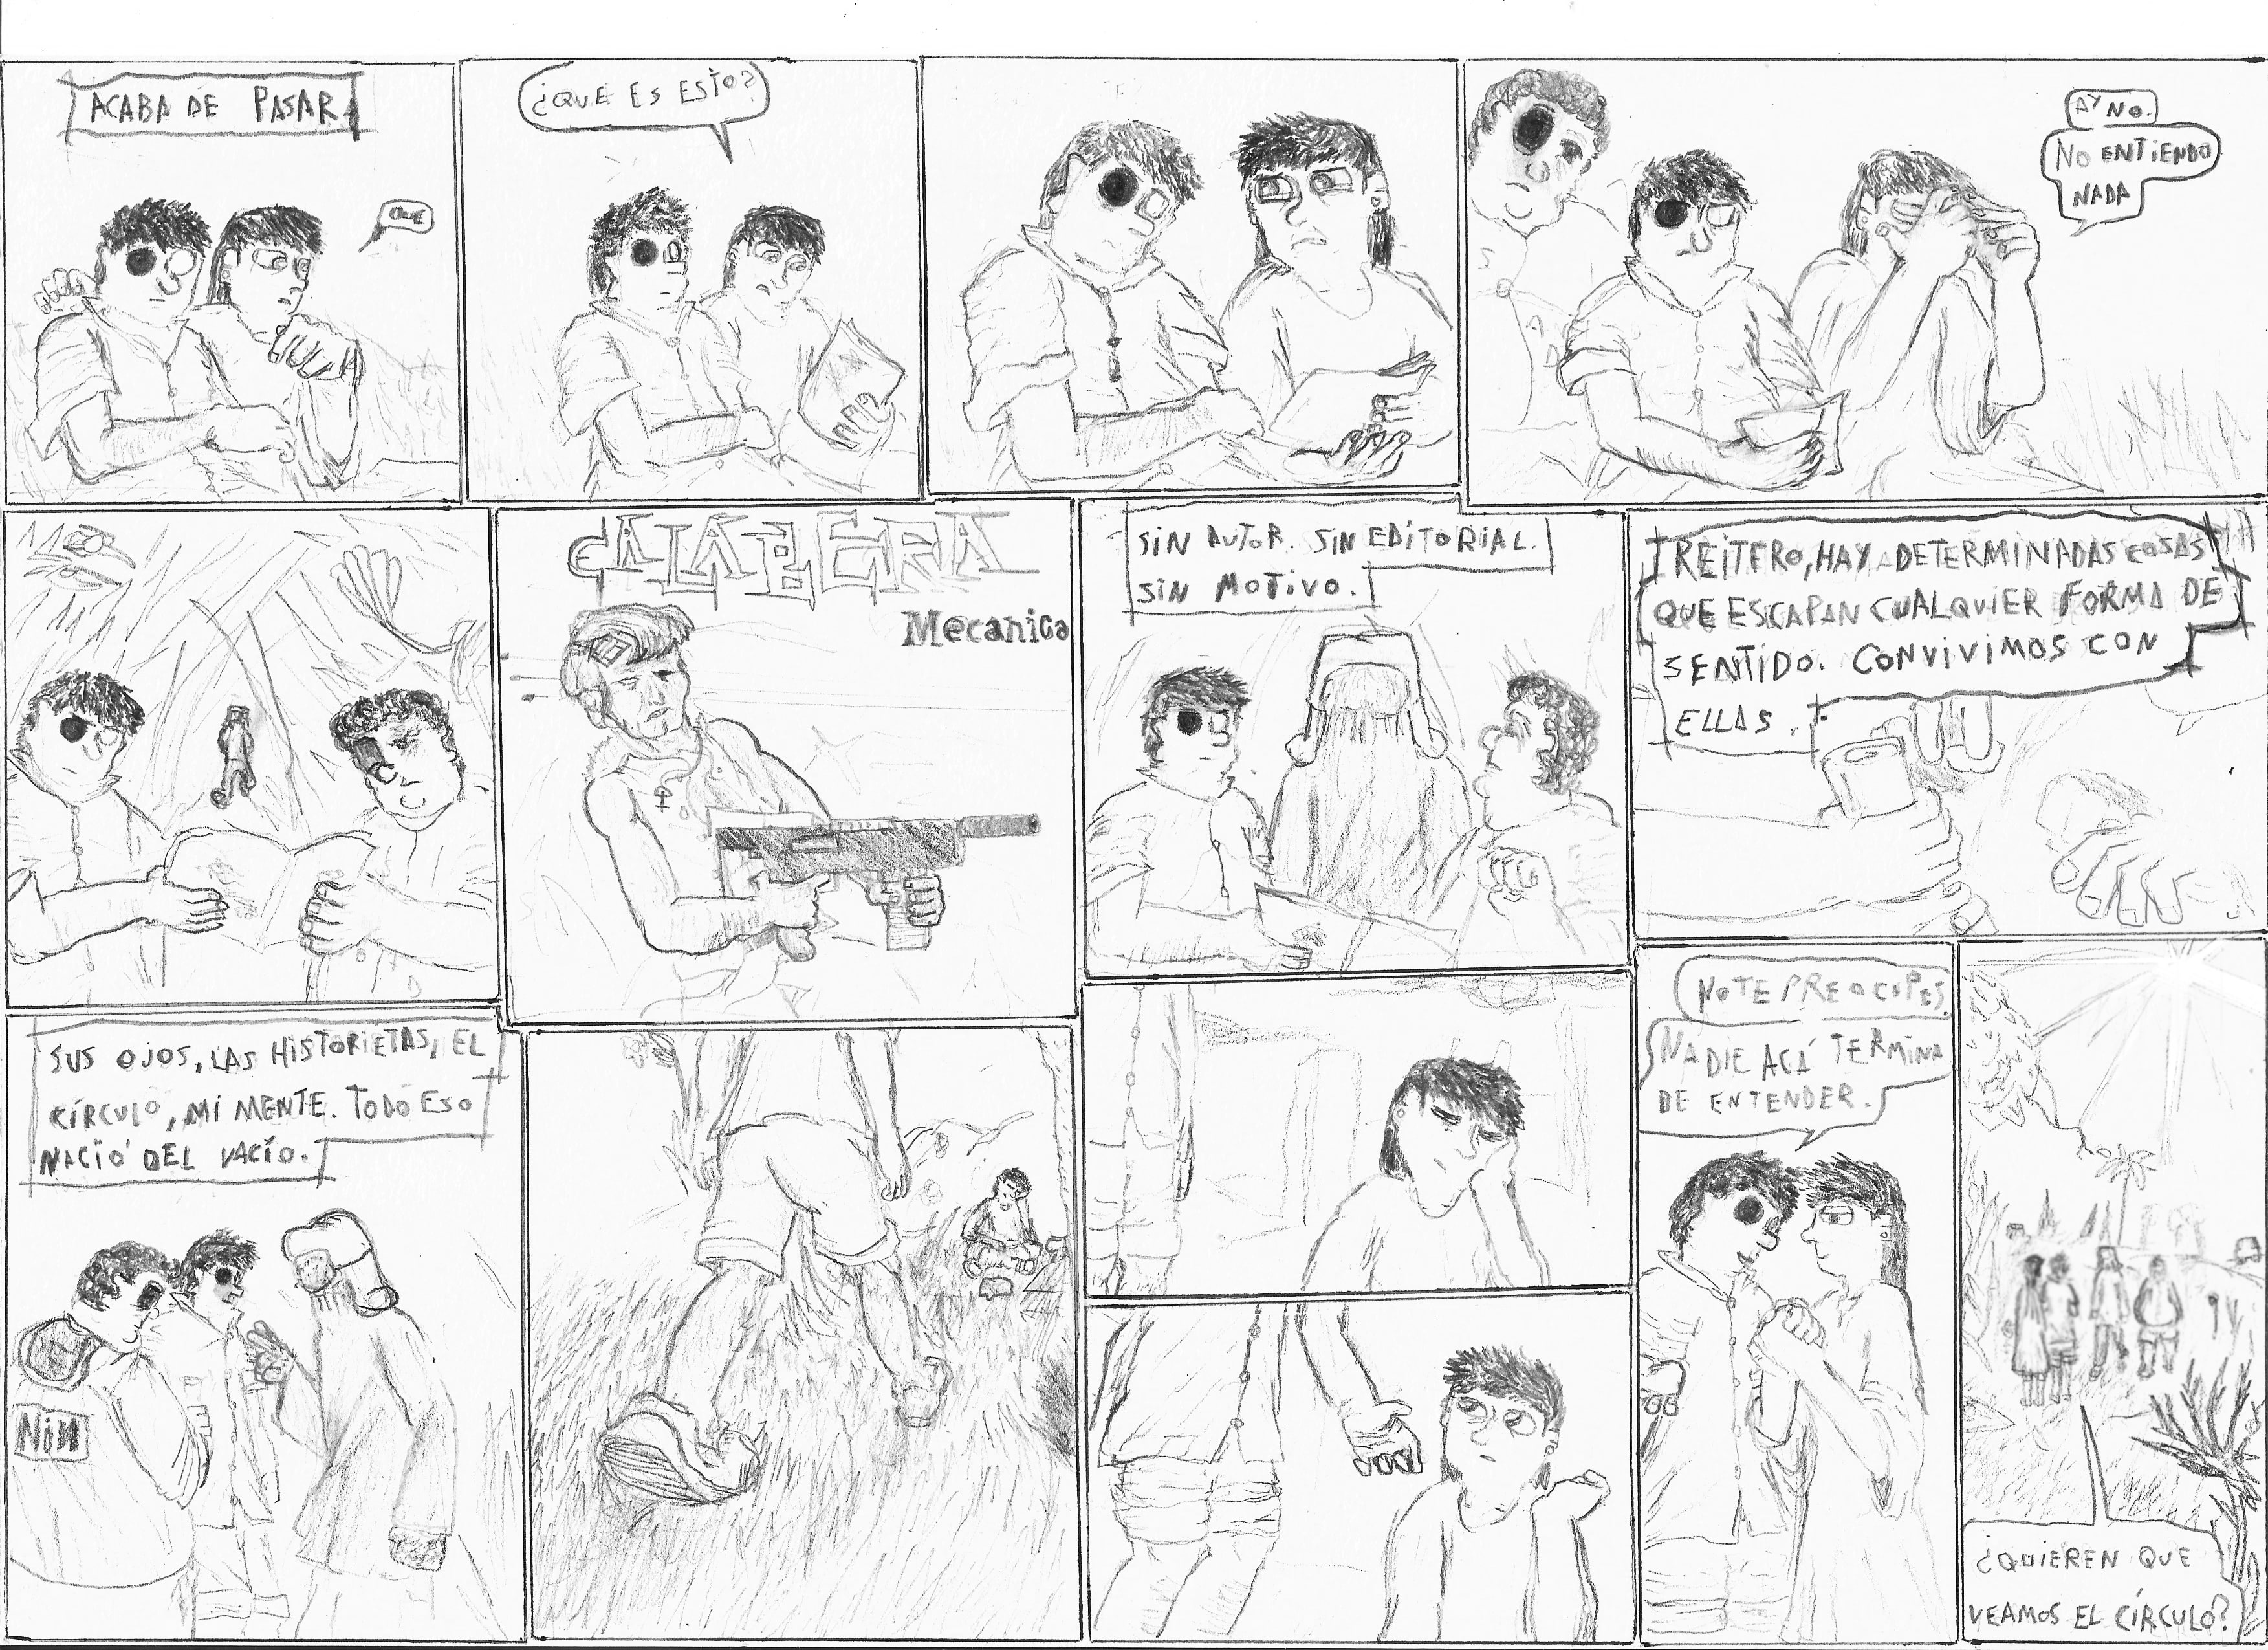 ACABA DE PASAR
QUE
¿QUE ES ESTO?
AY NO.
NO ENTIENDO
NADA
CALABERA
Mecanica
SIN AUTOR. SIN EDITORIAL.
SIN MOTIVO.
REITERO, HAY DETERMINADAS COSAS
QUE ESCAPAN CUALQUIER FORMA DE
SENTIDO. CONVIVIMOS CON
ELLAS.
SUS OJOS, LAS HISTORIETAS, EL
CÍRCULO, MI MENTE. TODO ESO
NACIÓ DEL VACÍO.
NIN
NO TE PREOCUPES
NADIE ACÁ TERMINA
DE ENTENDER.
¿QUIEREN QUE
VEAMOS EL CÍRCULO?